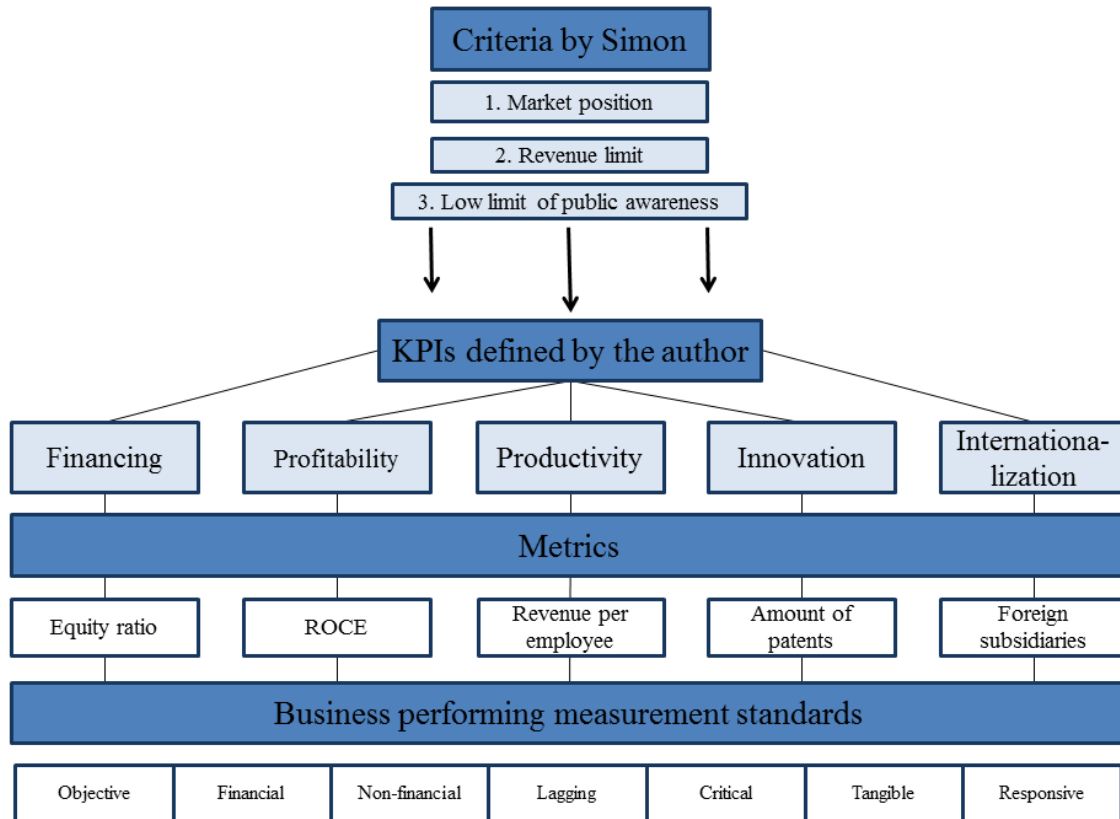 Criteria by Simon
1. Market position
2. Revenue limit
3. Low limit of public awareness
KPIs defined by the author
Financing
Profitability
Productivity
Innovation
Internationa-
lization
Metrics
Equity ratio
ROCE
Revenue per
employee
Amount of
patents
Foreign
subsidiaries
Business performing measurement standards
Objective
Financial
Non-financial
Lagging
Critical
Tangible
Responsive